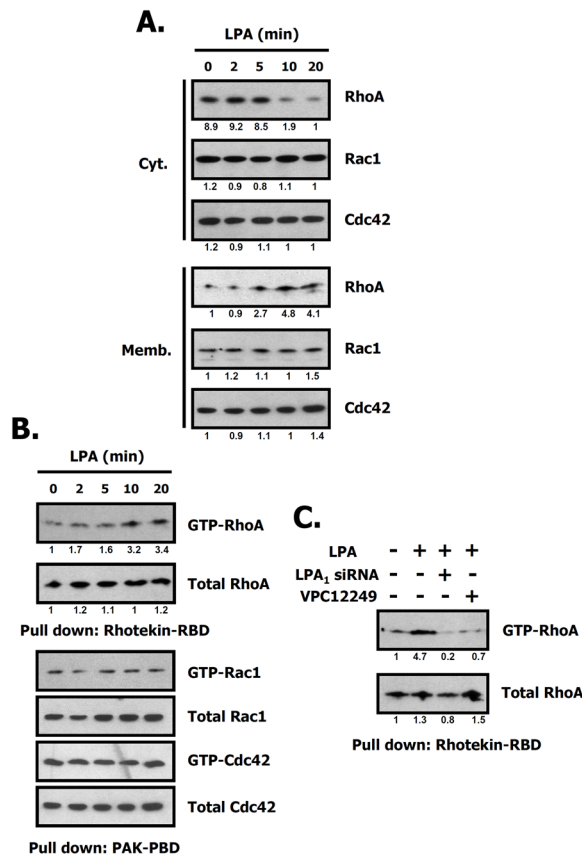 A.
LPA (min)
0 2 5 10 20
RhoA
8.9 9.2 8.5 1.9 1
Cyt.
Rac1
1.2 0.9 0.8 1.1 1
Cdc42
1.2 0.9 1.1 1 1
RhoA
1 0.9 2.7 4.8 4.1
Memb.
Rac1
1 1.2 1.1 1 1.5
Cdc42
1 0.9 1.1 1 1.4
B.
LPA (min)
0 2 5 10 20
GTP-RhoA
1 1.7 1.6 3.2 3.4
Total RhoA
1 1.2 1.1 1 1.2
Pull down: Rhotekin-RBD
GTP-Rac1
Total Rac1
GTP-Cdc42
Total Cdc42
Pull down: PAK-PBD
C.
LPA - + + +
LPA₁ siRNA - - + -
VPC12249 - - - +
GTP-RhoA
1 4.7 0.2 0.7
Total RhoA
1 1.3 0.8 1.5
Pull down: Rhotekin-RBD